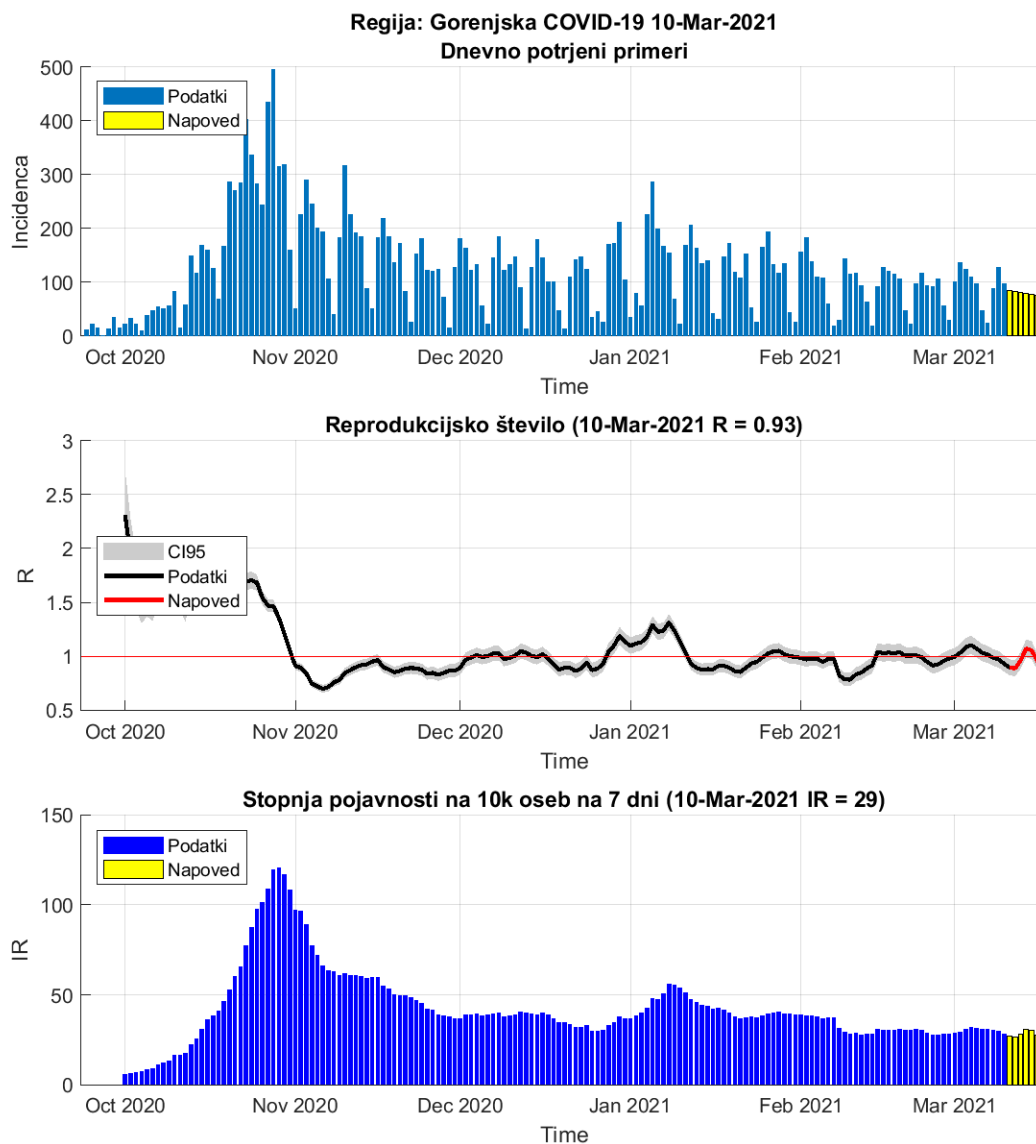 Regija: Gorenjska COVID-19 10-Mar-2021
Dnevno potrjeni primeri
500
400
300
200
100
0
Incidenca
Podatki
Napoved
Oct 2020 Nov 2020 Dec 2020 Jan 2021 Feb 2021 Mar 2021
Time
Reprodukcijsko število (10-Mar-2021 R = 0.93)
3
2.5
2
1.5
1
0.5
R
CI95
Podatki
Napoved
Oct 2020 Nov 2020 Dec 2020 Jan 2021 Feb 2021 Mar 2021
Time
Stopnja pojavnosti na 10k oseb na 7 dni (10-Mar-2021 IR = 29)
150
100
50
0
IR
Podatki
Napoved
Oct 2020 Nov 2020 Dec 2020 Jan 2021 Feb 2021 Mar 2021
Time